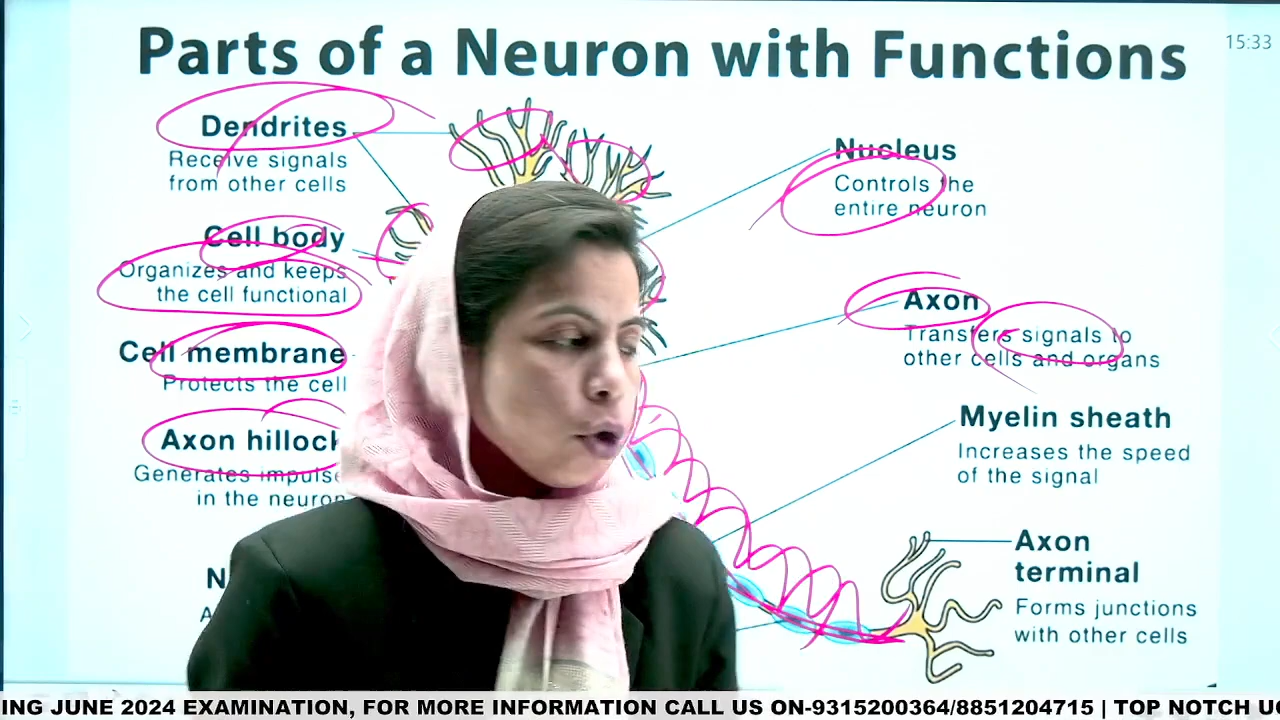 Parts of a Neuron with Functions
15:33
Dendrites
Receive signals
from other cells
Cell body
Organizes and keeps
the cell functional
Cell membrane
Protects the cell
Axon hillock
Generates
in the neuron
Nucleus
Controls the
entire neuron
Axon
Transfers signals to
other cells and organs
Myelin sheath
Increases the speed
of the signal
Axon
terminal
Forms junctions
with other cells
ING JUNE 2024 EXAMINATION, FOR MORE INFORMATION CALL US ON-9315200364/8851204715 | TOP NOTCH